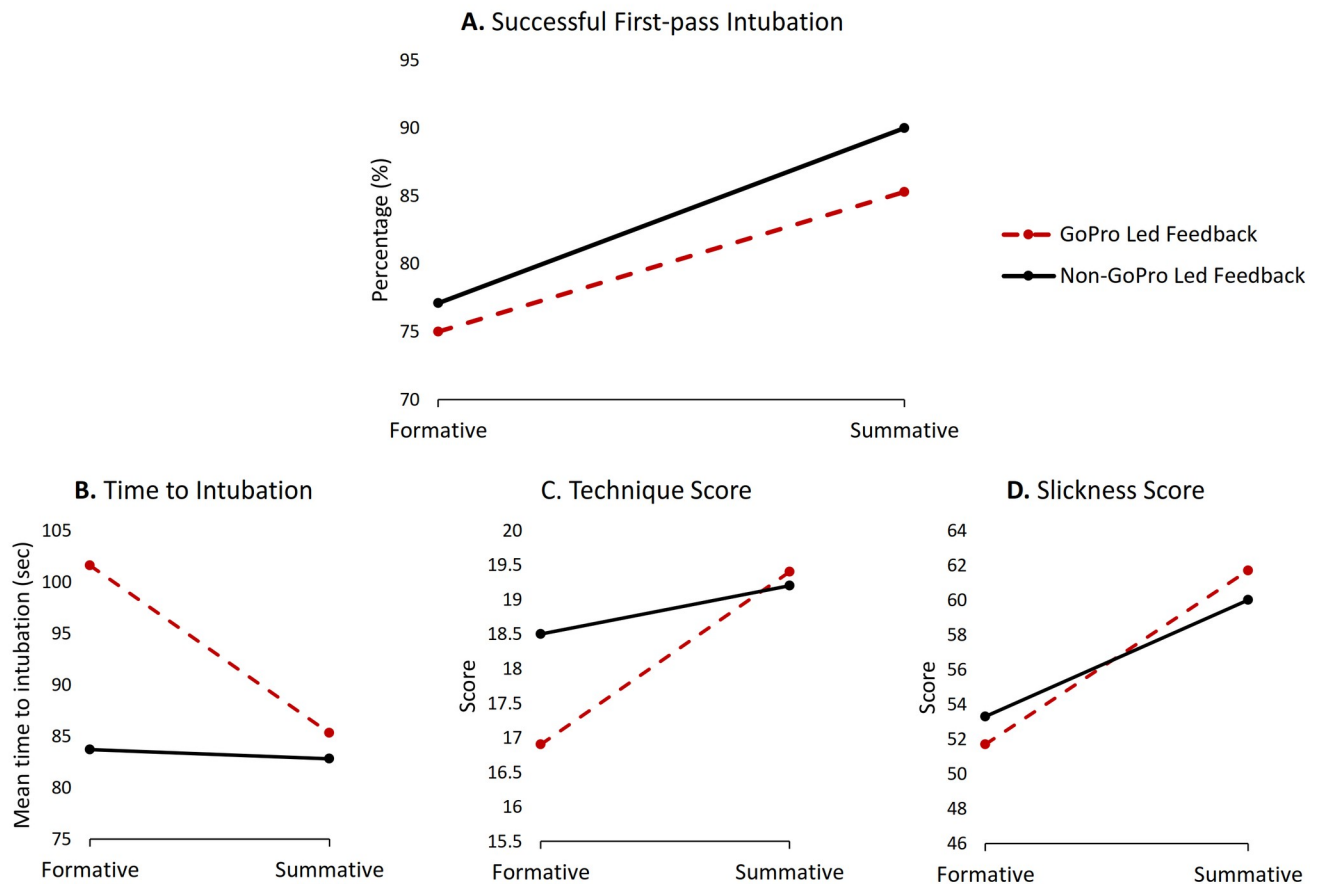 A. Successful First-pass Intubation
95
90
85
80
75
70
Percentage (%)
Formative
Summative
GoPro Led Feedback
Non-GoPro Led Feedback
B. Time to Intubation
105
100
95
90
85
80
75
Mean time to intubation (sec)
Formative
Summative
C. Technique Score
20
19.5
19
18.5
18
17.5
17
16.5
16
15.5
Score
Formative
Summative
D. Slickness Score
64
62
60
58
56
54
52
50
48
46
Score
Formative
Summative